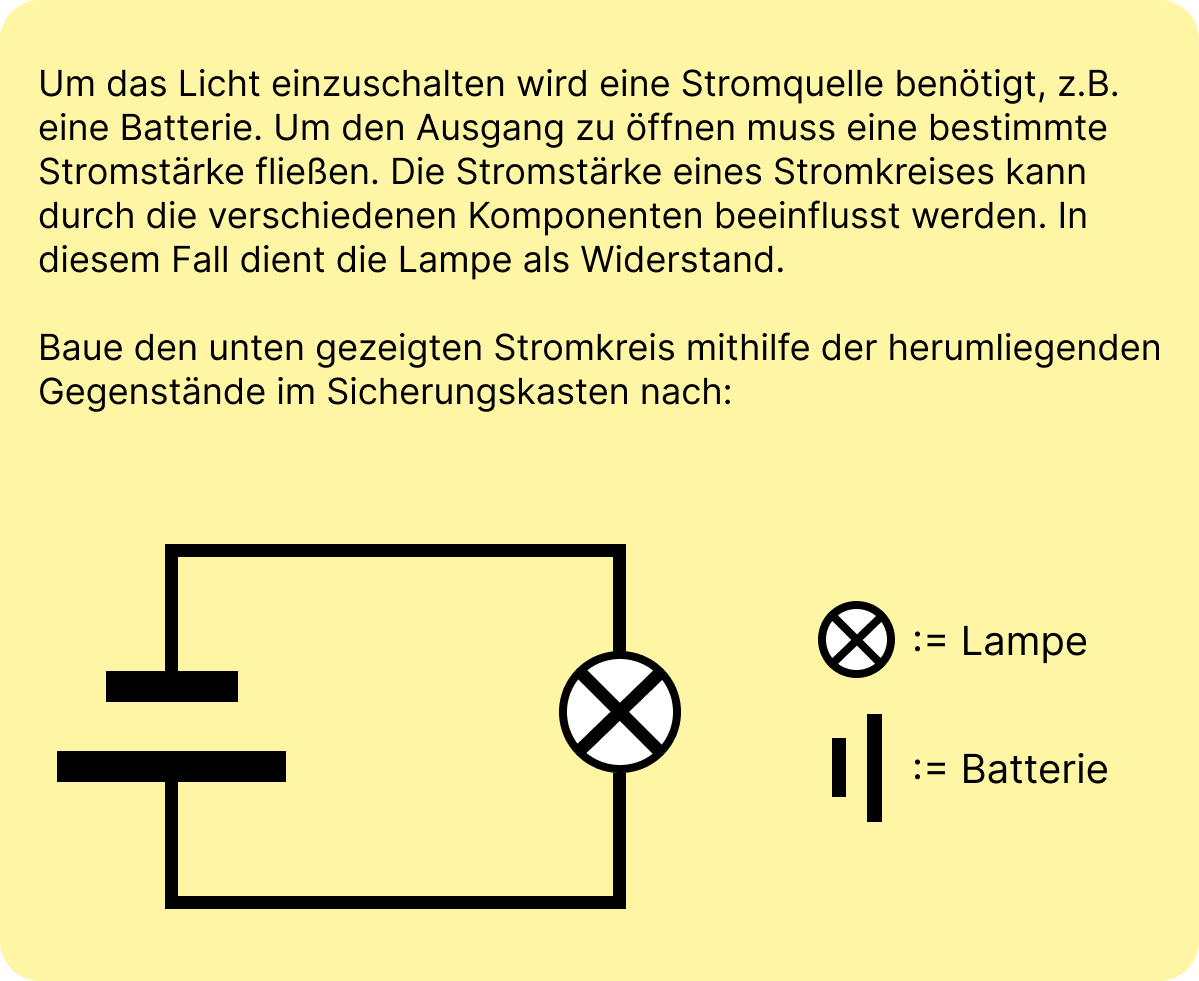 Um das Licht einzuschalten wird eine Stromquelle benötigt, z.B.
eine Batterie. Um den Ausgang zu öffnen muss eine bestimmte
Stromstärke fließen. Die Stromstärke eines Stromkreises kann
durch die verschiedenen Komponenten beeinflusst werden. In
diesem Fall dient die Lampe als Widerstand.
Baue den unten gezeigten Stromkreis mithilfe der herumliegenden
Gegenstände im Sicherungskasten nach:
:= Lampe
:= Batterie